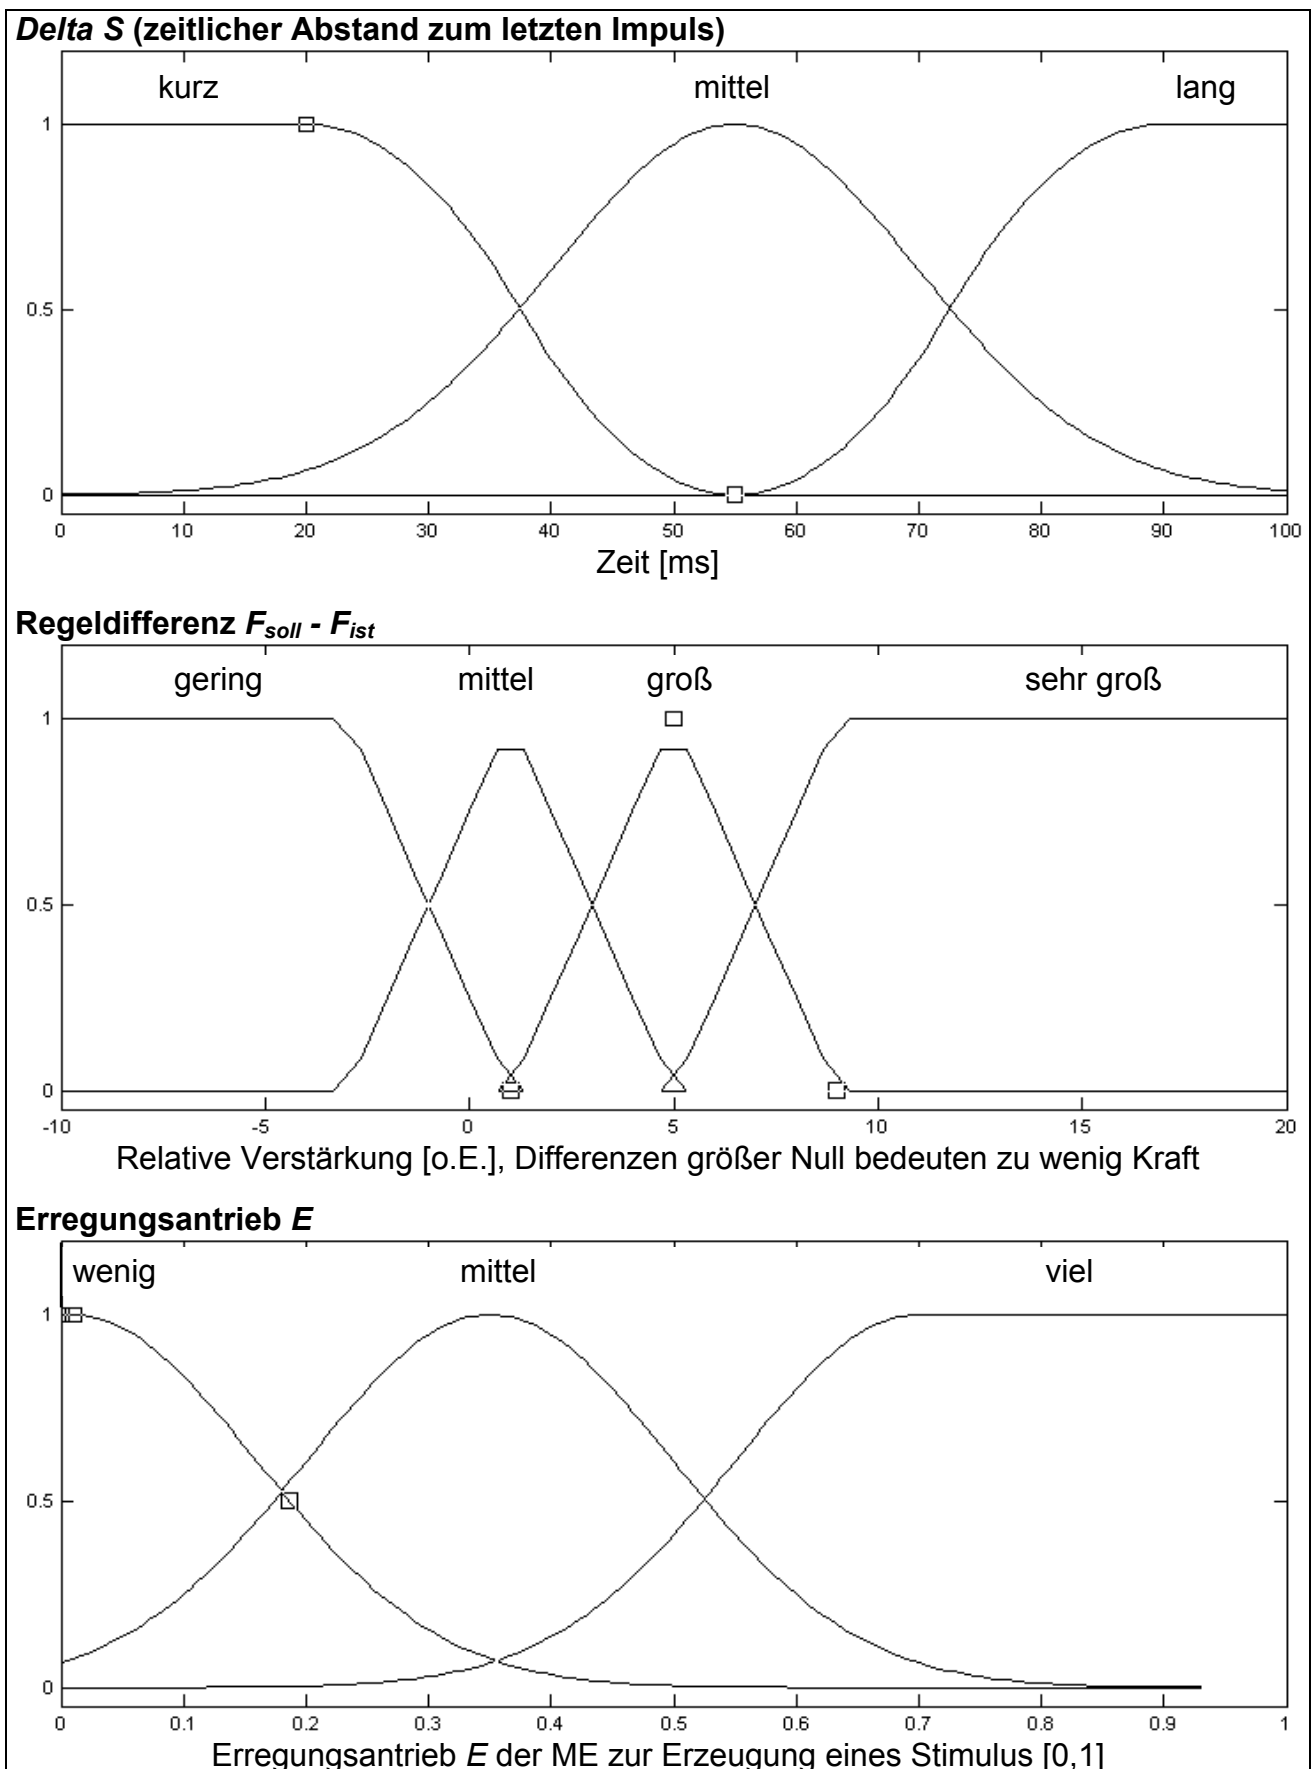 Delta S (zeitlicher Abstand zum letzten Impuls)
kurz mittel lang
1
0.5
0
0 10 20 30 40 50 60 70 80 90 100
Zeit [ms]
Regeldifferenz Fsoll - Fist
gering mittel groß sehr groß
1
0.5
0
-10 -5 0 5 10 15 20
Relative Verstärkung [o.E.], Differenzen größer Null bedeuten zu wenig Kraft
Erregungsantrieb E
wenig mittel viel
1
0.5
0
0 0.1 0.2 0.3 0.4 0.5 0.6 0.7 0.8 0.9 1
Erregungsantrieb E der ME zur Erzeugung eines Stimulus [0,1]